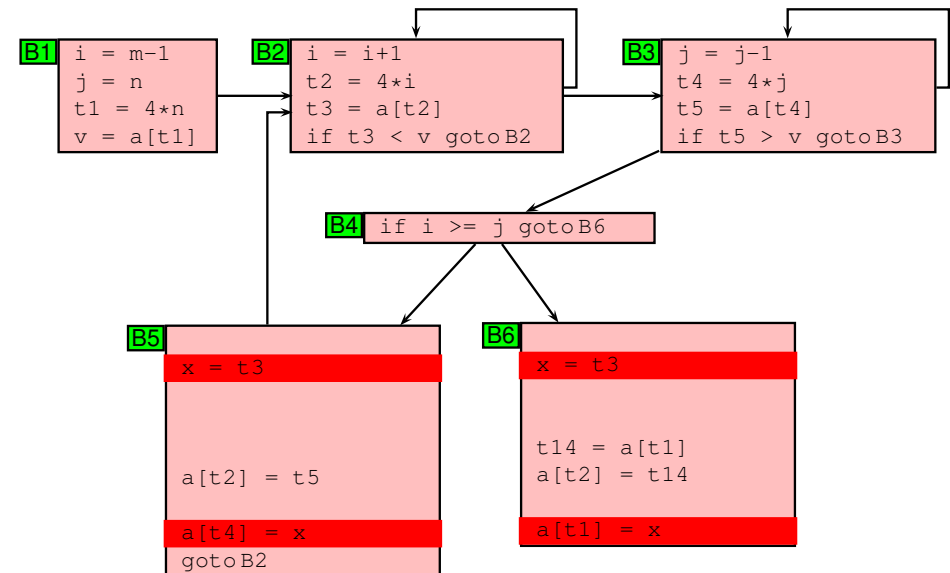 B1
i = m-1
j = n
t1 = 4*n
v = a[t1]
B2
i = i+1
t2 = 4*i
t3 = a[t2]
if t3 < v goto B2
B3
j = j-1
t4 = 4*j
t5 = a[t4]
if t5 > v goto B3
B4
if i >= j goto B6
B5
x = t3
a[t2] = t5
a[t4] = x
goto B2
B6
x = t3
t14 = a[t1]
a[t2] = t14
a[t1] = x